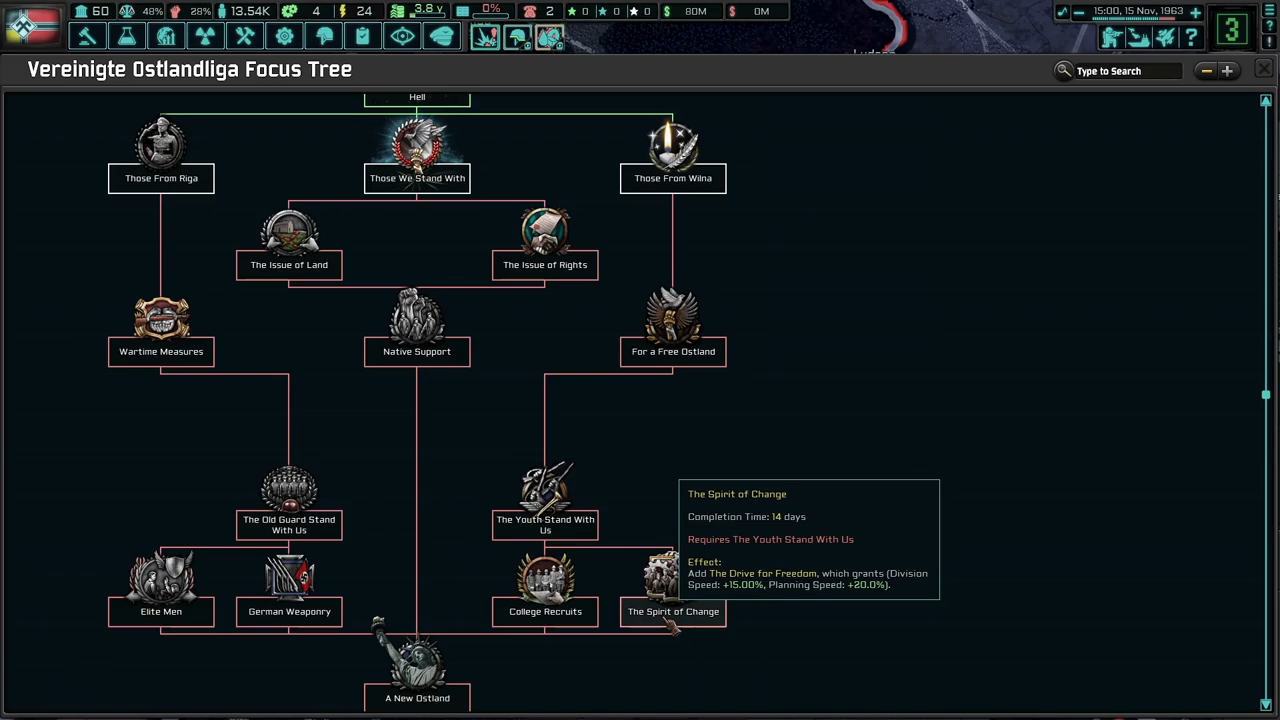 60
48%
28%
13.54K
4
24
3.8 v
0%
2
0
0
0
80M
0M
15:00, 15 Nov, 1963
3
Vereinigte Ostlandliga Focus Tree
Type to Search
Hell
Those From Riga
Those We Stand With
Those From Wilna
The Issue of Land
The Issue of Rights
Wartime Measures
Native Support
For a Free Ostland
The Old Guard Stand
With Us
The Youth Stand With
Us
The Spirit of Change
Completion Time: 14 days
Requires The Youth Stand With Us
Effect:
Add The Drive for Freedom, which grants (Division
Speed: +15.00%, Planning Speed: +20.0%).
Elite Men
German Weaponry
College Recruits
The Spirit of Change
A New Ostland